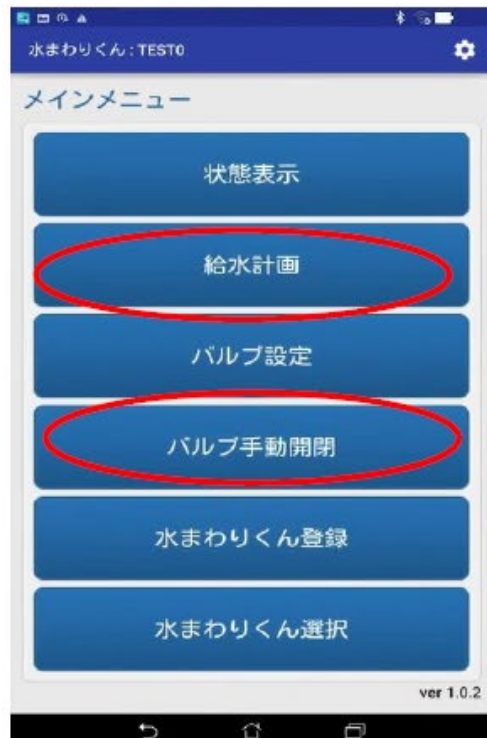 水まわりくん : TEST0
メインメニュー
状態表示
給水計画
バルブ設定
バルブ手動開閉
水まわりくん登録
水まわりくん選択
ver 1.0.2